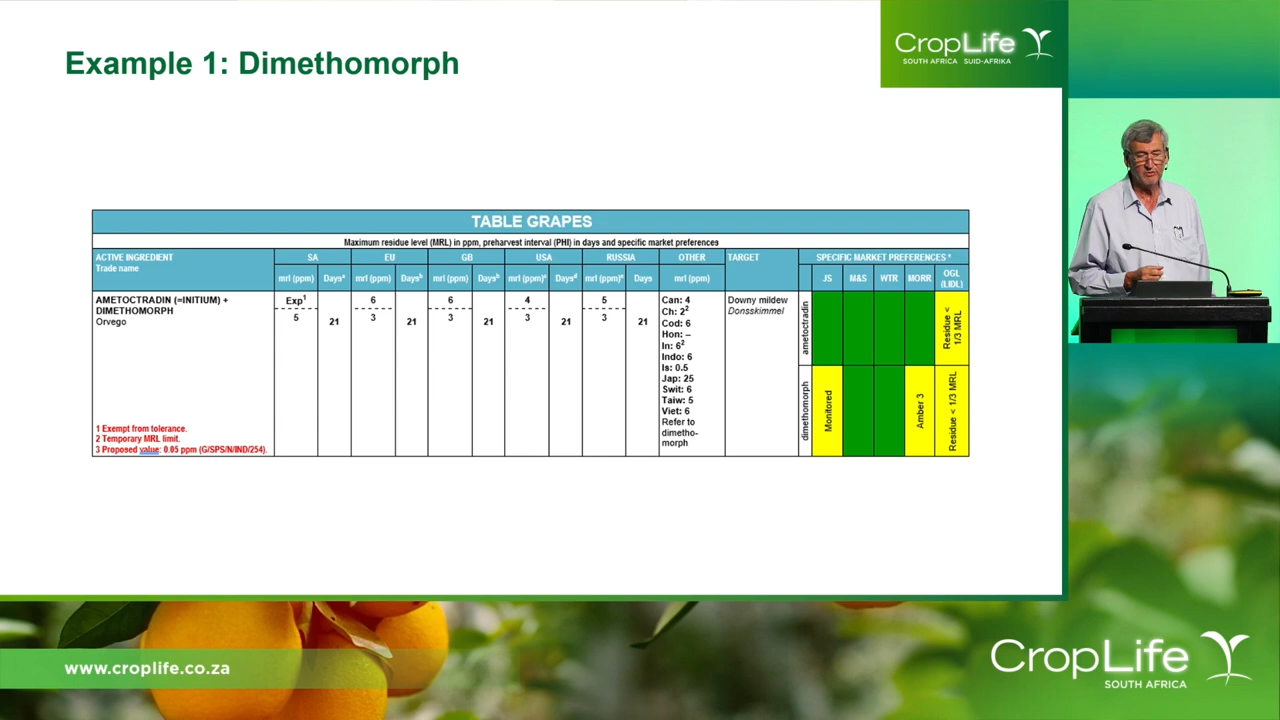 Example 1: Dimethomorph
CropLife
SOUTH AFRICA SUID-AFRIKA
TABLE GRAPES
Maximum residue level (MRL) in ppm, preharvest interval (PHI) in days and specific market preferences
ACTIVE INGREDIENT
Trade name
SA EU GB USA RUSSIA OTHER TARGET SPECIFIC MARKET PREFERENCES *
mrl (ppm) Daysᵃ mrl (ppm) Daysᵇ mrl (ppm) Daysᵇ mrl (ppm)ᶜ Daysᵈ mrl (ppm)ᵉ Days mrl (ppm) JS M&S WTR MORR OGL (LIDL)
AMETOCTRADIN (=INITIUM) +
DIMETHOMORPH
Orvego
Exp¹
5
21
6
3
21
6
3
21
4
3
21
5
3
21
Can: 4
Ch: 2²
Cod: 6
Hon: –
In: 6²
Indo: 6
Is: 0.5
Jap: 25
Swit: 6
Taiw: 5
Viet: 6
Refer to
dimetho-
morph
Downy mildew
Donsskimmel
ametoctradin
Residue <
1/3 MRL
dimethomorph
Monitored
Amber 3
Residue < 1/3 MRL
1 Exempt from tolerance.
2 Temporary MRL limit.
3 Proposed value: 0.05 ppm (G/SPS/N/IND/254).
www.croplife.co.za
CropLife
SOUTH AFRICA